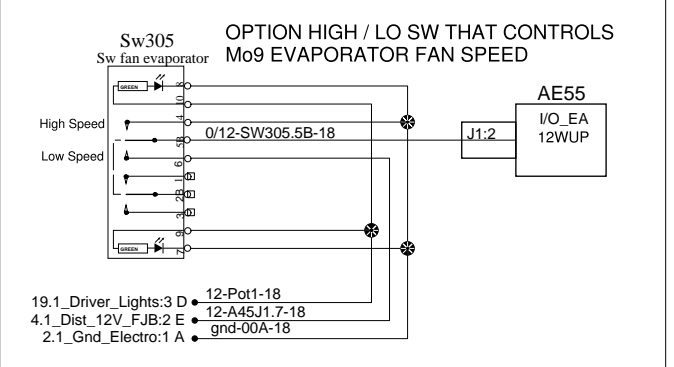 OPTION HIGH / LO SW THAT CONTROLS
Mo9 EVAPORATOR FAN SPEED
Sw305
Sw fan evaporator
AE55
I/O_EA
12WUP
J1:2
GREEN
8
10
4
High Speed
5B
0/12-SW305.5B-18
Low Speed
6
1
2B
3
9
GREEN
7
19.1_Driver_Lights:3 D
12-Pot1-18
4.1_Dist_12V_FJB:2 E
12-A45J1.7-18
2.1_Gnd_Electro:1 A
gnd-00A-18